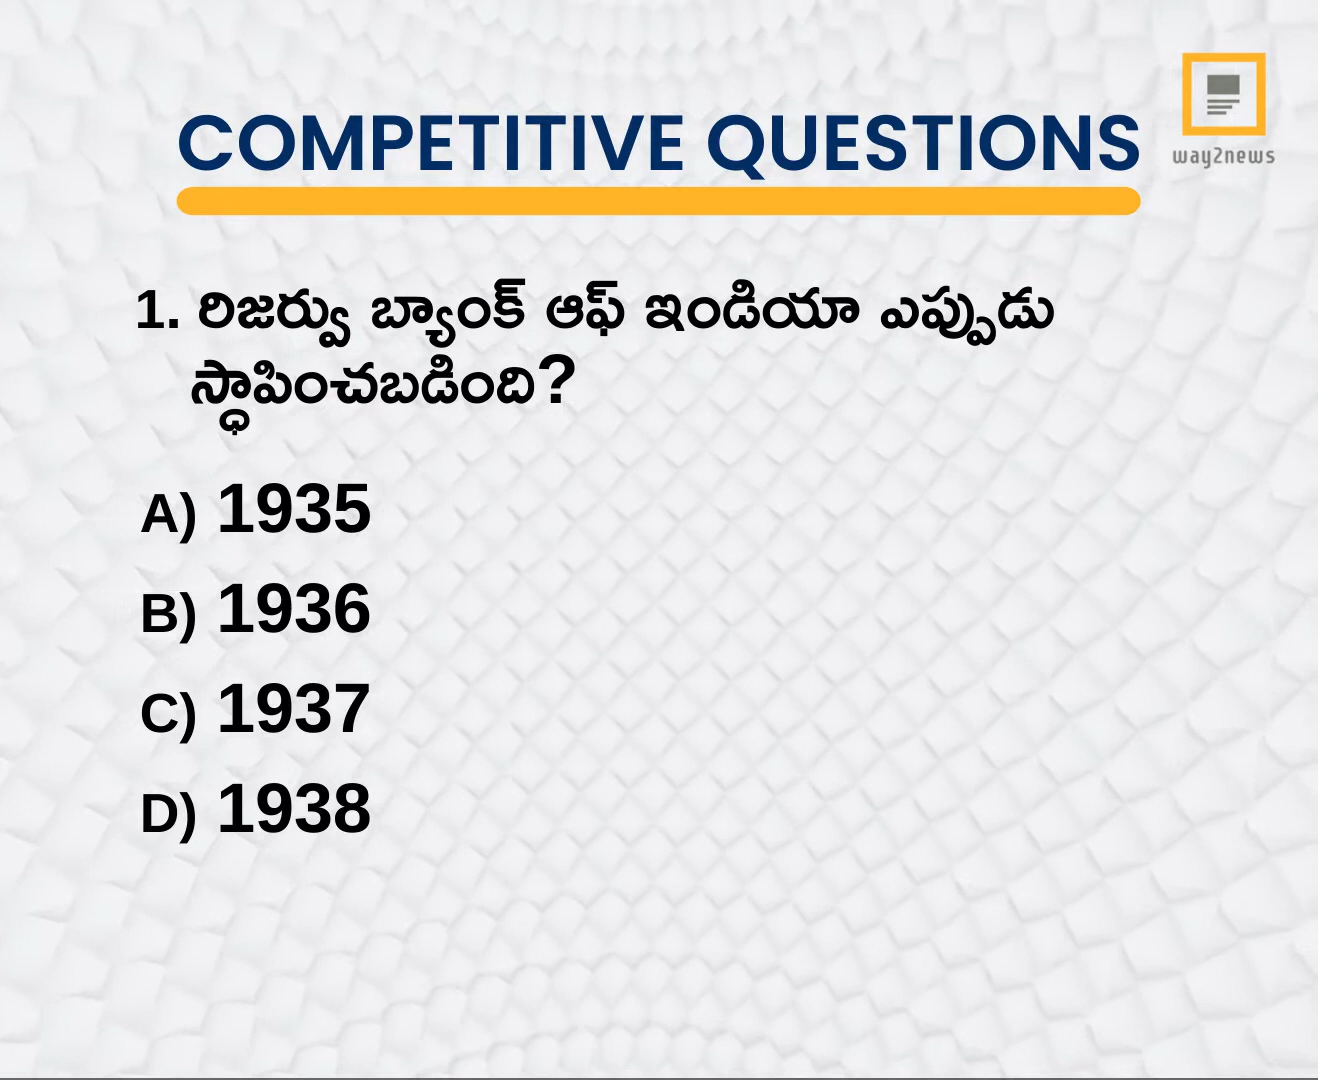 COMPETITIVE QUESTIONS
way2news
1. రిజర్వు బ్యాంక్ ఆఫ్ ఇండియా ఎప్పుడు
స్ధాపించబడింది?
A) 1935
B) 1936
C) 1937
D) 1938